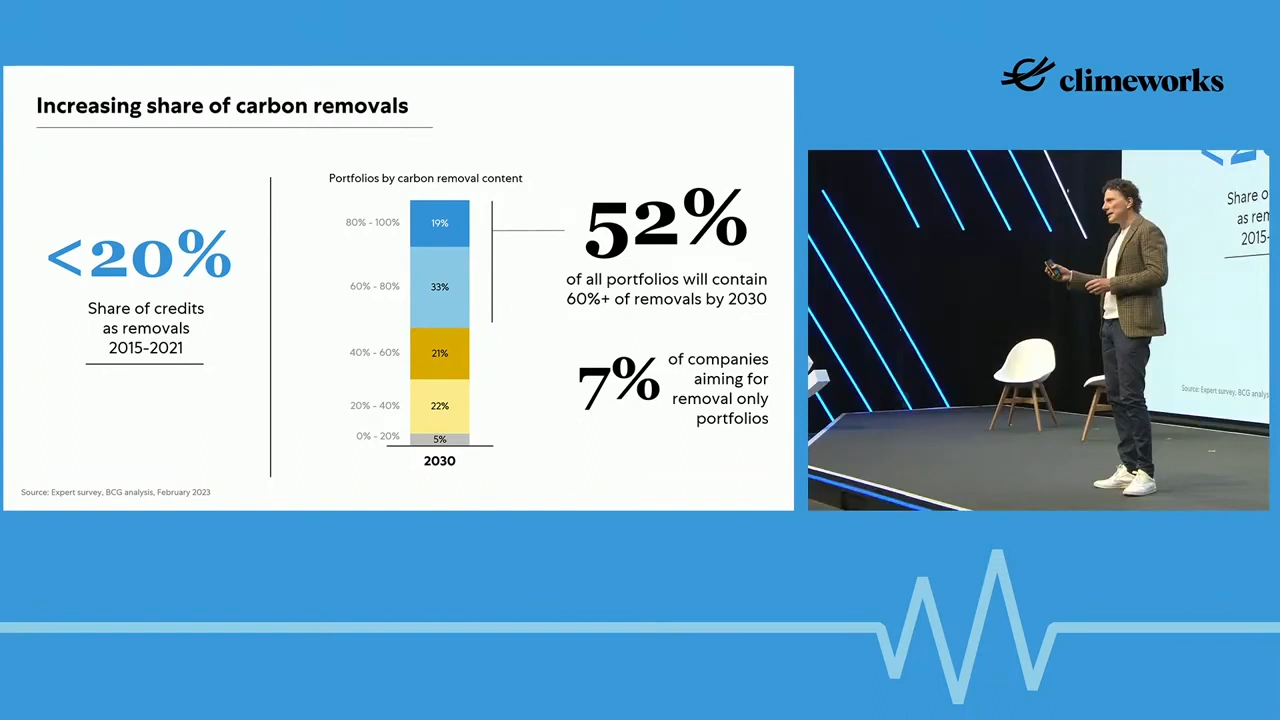 climeworks
Increasing share of carbon removals
<20%
Share of credits
as removals
2015-2021
Portfolios by carbon removal content
80% - 100%
19%
60% - 80%
33%
40% - 60%
21%
20% - 40%
22%
0% - 20%
5%
2030
52%
of all portfolios will contain
60%+ of removals by 2030
7%
of companies
aiming for
removal only
portfolios
Source: Expert survey, BCG analysis, February 2023
Share
as
2015-
Source: Expert survey, BCG